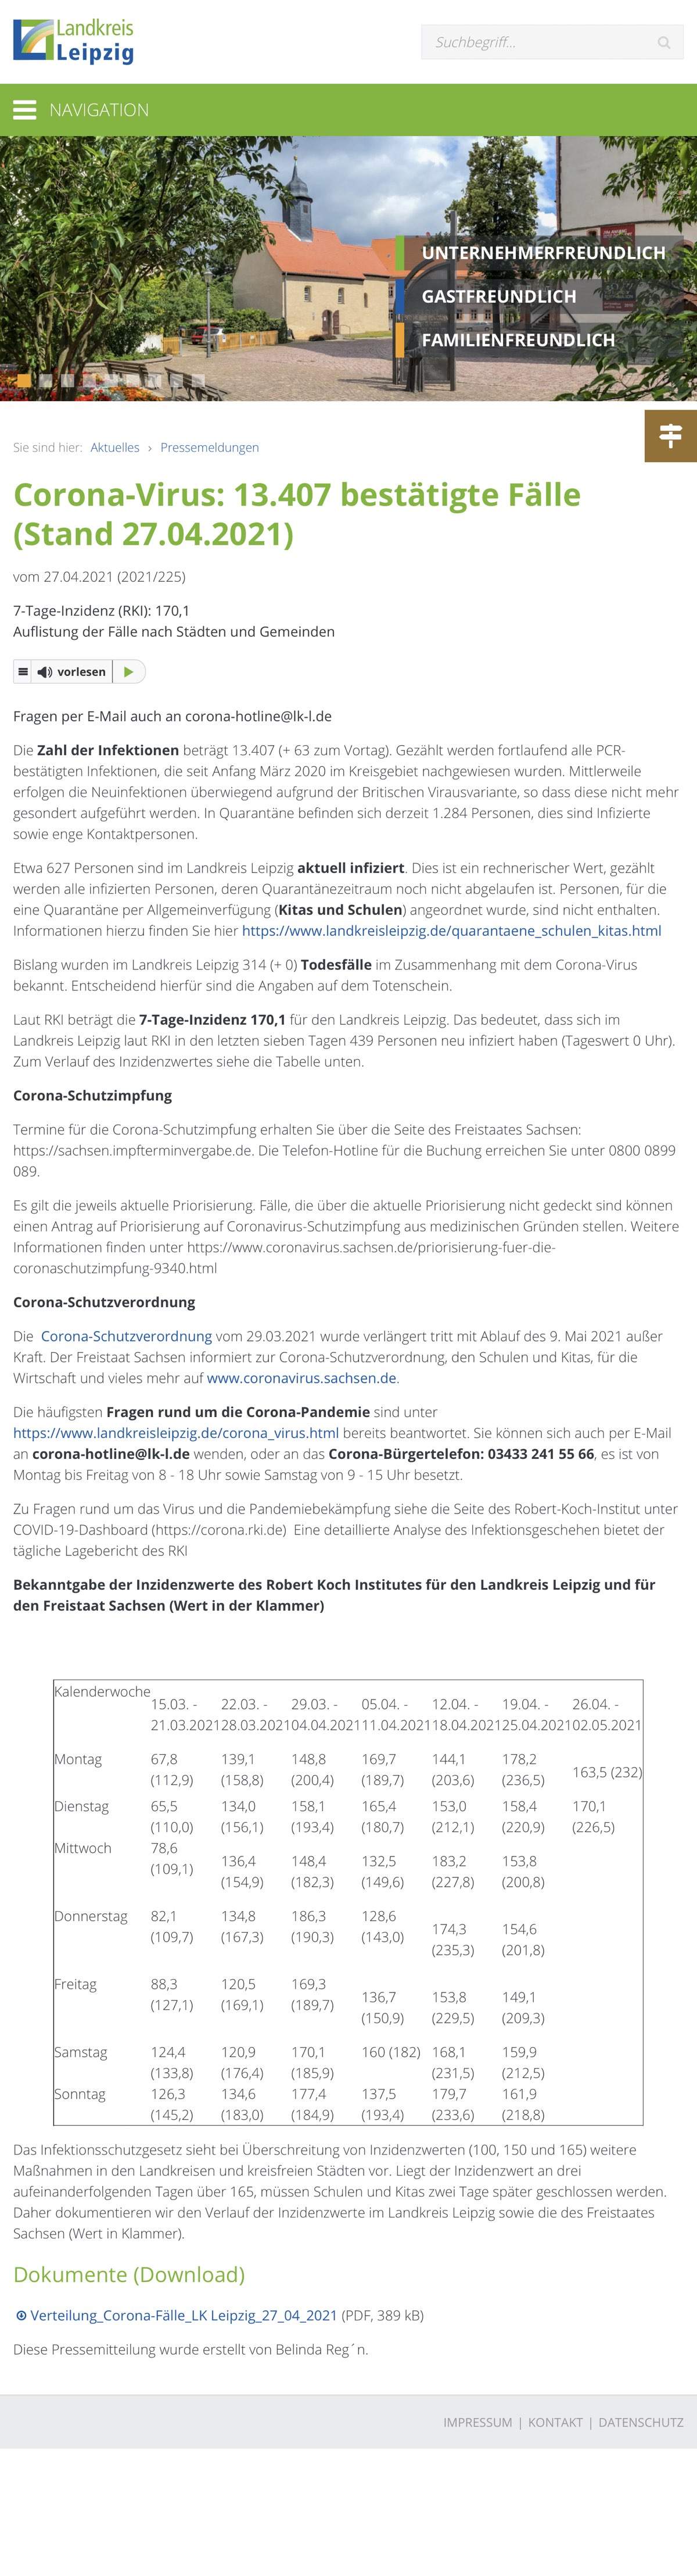 Landkreis
Leipzig
Suchbegriff...
NAVIGATION
UNTERNEHMERFREUNDLICH
GASTFREUNDLICH
FAMILIENFREUNDLICH
Sie sind hier: Aktuelles › Pressemeldungen
Corona-Virus: 13.407 bestätigte Fälle
(Stand 27.04.2021)
vom 27.04.2021 (2021/225)
7-Tage-Inzidenz (RKI): 170,1
Auflistung der Fälle nach Städten und Gemeinden
vorlesen
Fragen per E-Mail auch an corona-hotline@lk-l.de
Die Zahl der Infektionen beträgt 13.407 (+ 63 zum Vortag). Gezählt werden fortlaufend alle PCR-
bestätigten Infektionen, die seit Anfang März 2020 im Kreisgebiet nachgewiesen wurden. Mittlerweile
erfolgen die Neuinfektionen überwiegend aufgrund der Britischen Virausvariante, so dass diese nicht mehr
gesondert aufgeführt werden. In Quarantäne befinden sich derzeit 1.284 Personen, dies sind Infizierte
sowie enge Kontaktpersonen.
Etwa 627 Personen sind im Landkreis Leipzig aktuell infiziert. Dies ist ein rechnerischer Wert, gezählt
werden alle infizierten Personen, deren Quarantänezeitraum noch nicht abgelaufen ist. Personen, für die
eine Quarantäne per Allgemeinverfügung (Kitas und Schulen) angeordnet wurde, sind nicht enthalten.
Informationen hierzu finden Sie hier https://www.landkreisleipzig.de/quarantaene_schulen_kitas.html
Bislang wurden im Landkreis Leipzig 314 (+ 0) Todesfälle im Zusammenhang mit dem Corona-Virus
bekannt. Entscheidend hierfür sind die Angaben auf dem Totenschein.
Laut RKI beträgt die 7-Tage-Inzidenz 170,1 für den Landkreis Leipzig. Das bedeutet, dass sich im
Landkreis Leipzig laut RKI in den letzten sieben Tagen 439 Personen neu infiziert haben (Tageswert 0 Uhr).
Zum Verlauf des Inzidenzwertes siehe die Tabelle unten.
Corona-Schutzimpfung
Termine für die Corona-Schutzimpfung erhalten Sie über die Seite des Freistaates Sachsen:
https://sachsen.impfterminvergabe.de. Die Telefon-Hotline für die Buchung erreichen Sie unter 0800 0899
089.
Es gilt die jeweils aktuelle Priorisierung. Fälle, die über die aktuelle Priorisierung nicht gedeckt sind können
einen Antrag auf Priorisierung auf Coronavirus-Schutzimpfung aus medizinischen Gründen stellen. Weitere
Informationen finden unter https://www.coronavirus.sachsen.de/priorisierung-fuer-die-
coronaschutzimpfung-9340.html
Corona-Schutzverordnung
Die Corona-Schutzverordnung vom 29.03.2021 wurde verlängert tritt mit Ablauf des 9. Mai 2021 außer
Kraft. Der Freistaat Sachsen informiert zur Corona-Schutzverordnung, den Schulen und Kitas, für die
Wirtschaft und vieles mehr auf www.coronavirus.sachsen.de.
Die häufigsten Fragen rund um die Corona-Pandemie sind unter
https://www.landkreisleipzig.de/corona_virus.html bereits beantwortet. Sie können sich auch per E-Mail
an corona-hotline@lk-l.de wenden, oder an das Corona-Bürgertelefon: 03433 241 55 66, es ist von
Montag bis Freitag von 8 - 18 Uhr sowie Samstag von 9 - 15 Uhr besetzt.
Zu Fragen rund um das Virus und die Pandemiebekämpfung siehe die Seite des Robert-Koch-Institut unter
COVID-19-Dashboard (https://corona.rki.de) Eine detaillierte Analyse des Infektionsgeschehen bietet der
tägliche Lagebericht des RKI
Bekanntgabe der Inzidenzwerte des Robert Koch Institutes für den Landkreis Leipzig und für
den Freistaat Sachsen (Wert in der Klammer)
Kalenderwoche 15.03. - 22.03. - 29.03. - 05.04. - 12.04. - 19.04. - 26.04. -
21.03.2021 28.03.2021 04.04.2021 11.04.2021 18.04.2021 25.04.2021 02.05.2021
Montag 67,8 139,1 148,8 169,7 144,1 178,2 163,5 (232)
(112,9) (158,8) (200,4) (189,7) (203,6) (236,5)
Dienstag 65,5 134,0 158,1 165,4 153,0 158,4 170,1
(110,0) (156,1) (193,4) (180,7) (212,1) (220,9) (226,5)
Mittwoch 78,6 136,4 148,4 132,5 183,2 153,8
(109,1) (154,9) (182,3) (149,6) (227,8) (200,8)
Donnerstag 82,1 134,8 186,3 128,6 174,3 154,6
(109,7) (167,3) (190,3) (143,0) (235,3) (201,8)
Freitag 88,3 120,5 169,3 136,7 153,8 149,1
(127,1) (169,1) (189,7) (150,9) (229,5) (209,3)
Samstag 124,4 120,9 170,1 160 (182) 168,1 159,9
(133,8) (176,4) (185,9) (231,5) (212,5)
Sonntag 126,3 134,6 177,4 137,5 179,7 161,9
(145,2) (183,0) (184,9) (193,4) (233,6) (218,8)
Das Infektionsschutzgesetz sieht bei Überschreitung von Inzidenzwerten (100, 150 und 165) weitere
Maßnahmen in den Landkreisen und kreisfreien Städten vor. Liegt der Inzidenzwert an drei
aufeinanderfolgenden Tagen über 165, müssen Schulen und Kitas zwei Tage später geschlossen werden.
Daher dokumentieren wir den Verlauf der Inzidenzwerte im Landkreis Leipzig sowie die des Freistaates
Sachsen (Wert in Klammer).
Dokumente (Download)
Verteilung_Corona-Fälle_LK Leipzig_27_04_2021 (PDF, 389 kB)
Diese Pressemitteilung wurde erstellt von Belinda Reg´n.
IMPRESSUM | KONTAKT | DATENSCHUTZ